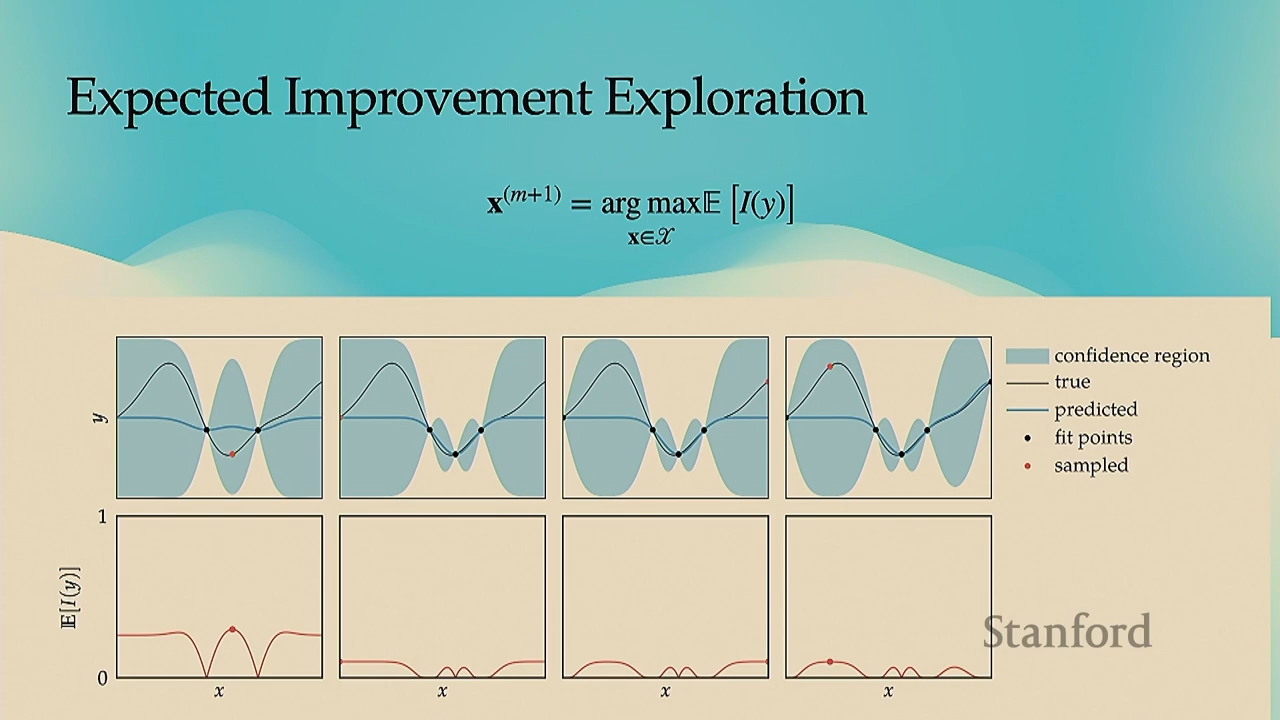 Expected Improvement Exploration
x^(m+1) = arg max 𝔼 [I(y)]
x∈𝒳
y
confidence region
true
predicted
fit points
sampled
1
𝔼[I(y)]
0
x
x
x
x
Stanford